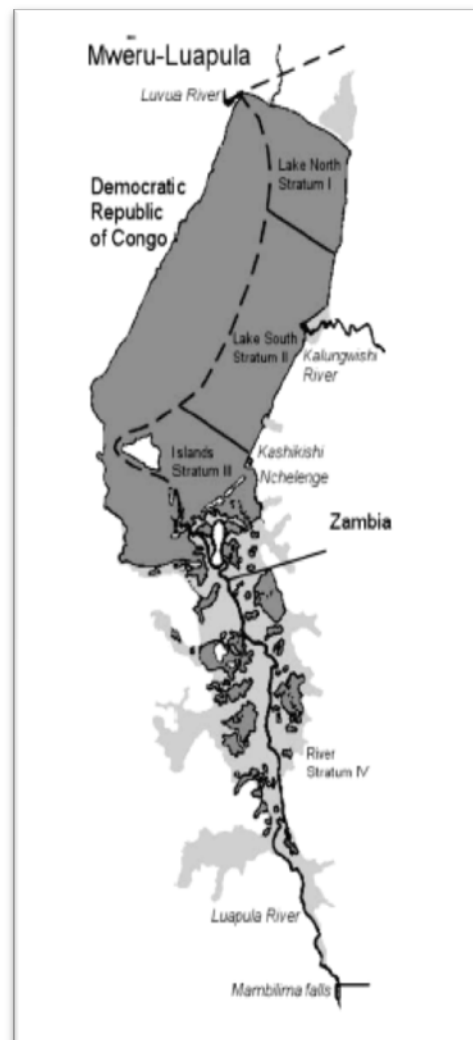 Mweru-Luapula
Luvua River
Lake North
Stratum I
Democratic
Republic
of Congo
Lake South
Stratum II
Kalungwishi
River
Islands
Stratum III
Kashikishi
Nchelenge
Zambia
River
Stratum IV
Luapula River
Mambilima falls